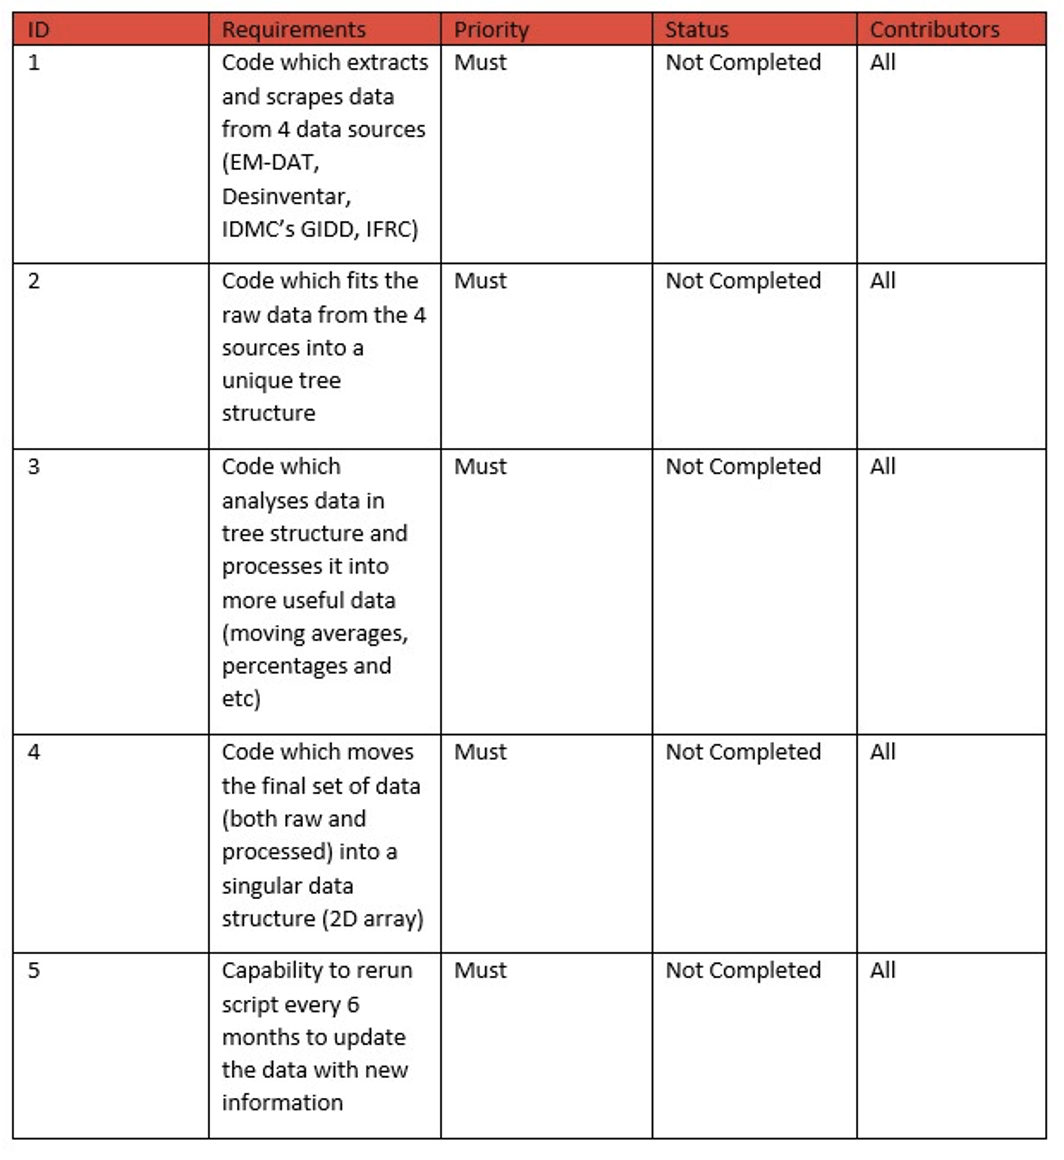 ID Requirements Priority Status Contributors
1 Code which extracts Must Not Completed All
and scrapes data
from 4 data sources
(EM-DAT,
Desinventar,
IDMC’s GIDD, IFRC)
2 Code which fits the Must Not Completed All
raw data from the 4
sources into a
unique tree
structure
3 Code which Must Not Completed All
analyses data in
tree structure and
processes it into
more useful data
(moving averages,
percentages and
etc)
4 Code which moves Must Not Completed All
the final set of data
(both raw and
processed) into a
singular data
structure (2D array)
5 Capability to rerun Must Not Completed All
script every 6
months to update
the data with new
information